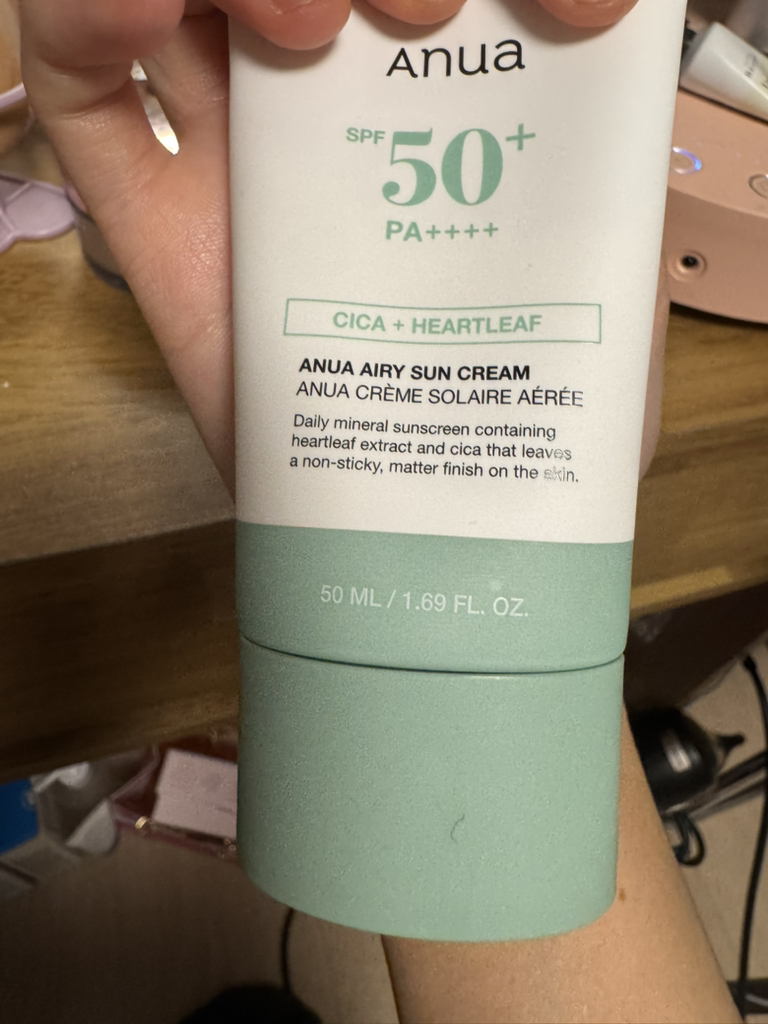 Anua
SPF 50+
PA++++
CICA + HEARTLEAF
ANUA AIRY SUN CREAM
ANUA CRÈME SOLAIRE AÉRÉE
Daily mineral sunscreen containing
heartleaf extract and cica that leaves
a non-sticky, matter finish on the skin.
50 ML / 1.69 FL. OZ.